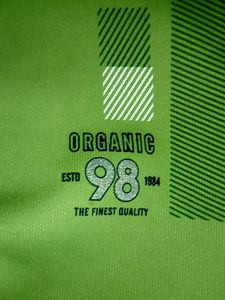 ORGANIC
ESTD 98 1984
THE FINEST QUALITY